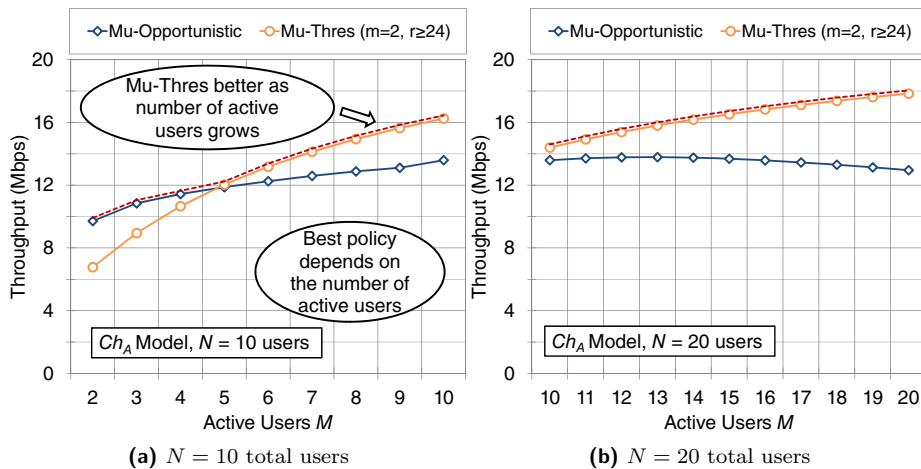 Mu-Opportunistic Mu-Thres (m=2, r≥24)
Throughput (Mbps)
20
16
12
8
4
0
Mu-Thres better as
number of active
users grows
Best policy
depends on
the number of
active users
Ch_A Model, N = 10 users
2 3 4 5 6 7 8 9 10
Active Users M
(a) N = 10 total users
Mu-Opportunistic Mu-Thres (m=2, r≥24)
Throughput (Mbps)
20
16
12
8
4
0
Ch_A Model, N = 20 users
10 11 12 13 14 15 16 17 18 19 20
Active Users M
(b) N = 20 total users